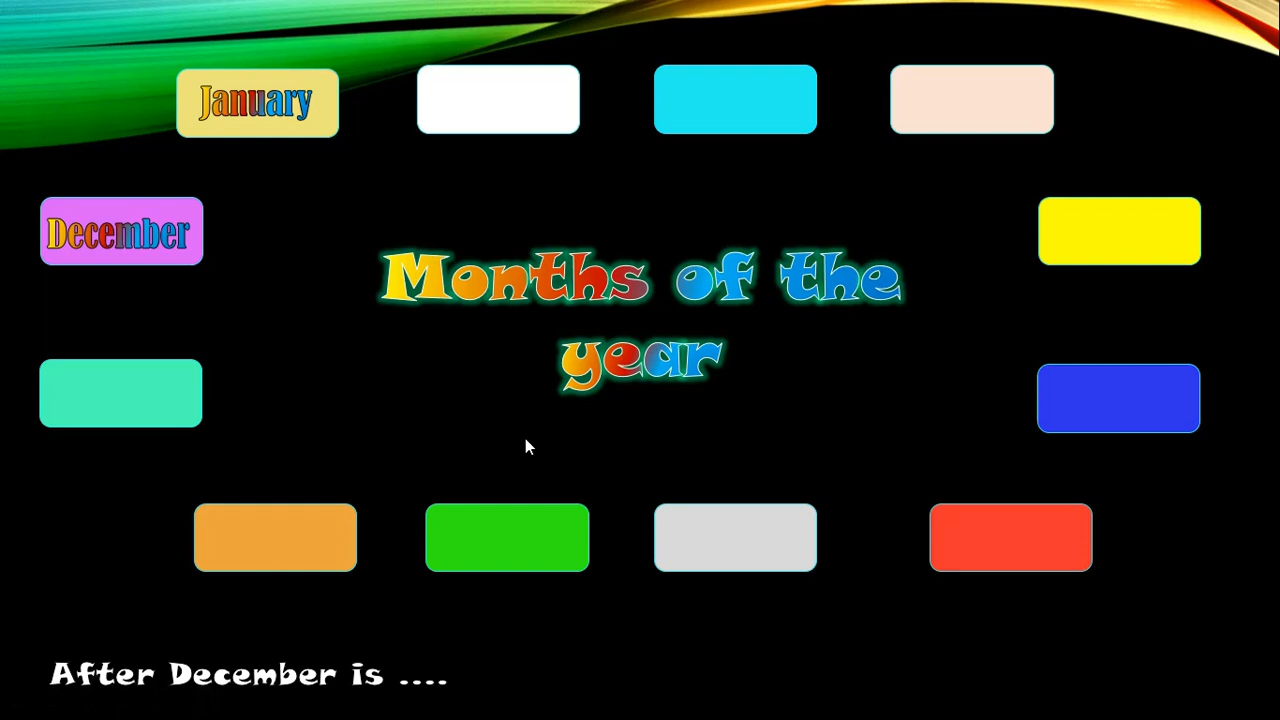 January
December
Months of the
year
After December is ....